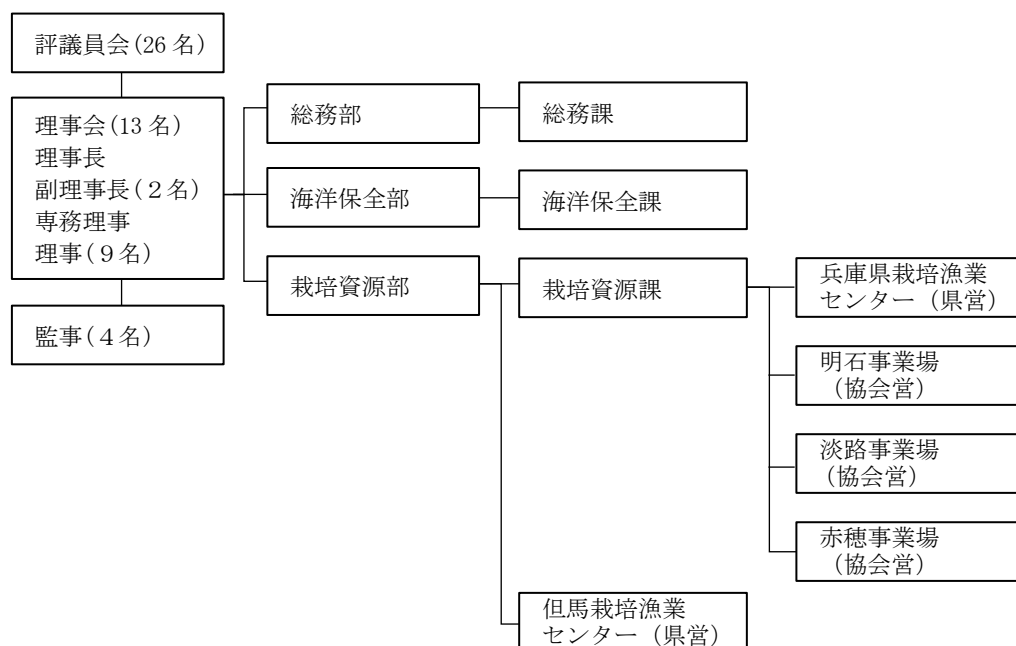 評議員会(26 名)
理事会(13 名)
理事長
副理事長(２名)
専務理事
理事(９名)
監事(４名)
総務部
総務課
海洋保全部
海洋保全課
栽培資源部
栽培資源課
兵庫県栽培漁業
センター（県営）
明石事業場
（協会営）
淡路事業場
（協会営）
赤穂事業場
（協会営）
但馬栽培漁業
センター（県営）